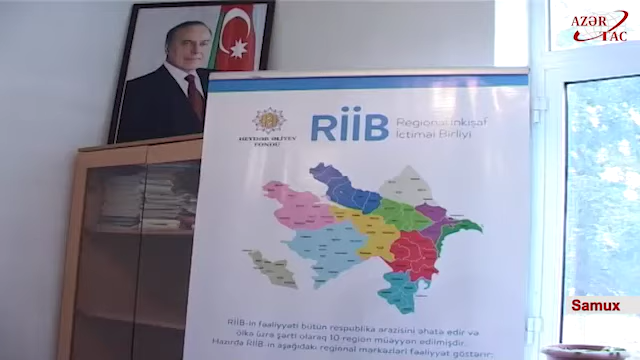 AZƏR
TAC
HEYDƏR ƏLİYEV
FONDU
RİİB
Regional İnkişaf
İctimai Birliyi
RİİB-in fəaliyyəti bütün respublika ərazisini əhatə edir və
ölkə üzrə şərti olaraq 10 region müəyyən edilmişdir.
Hazırda RİİB-in aşağıdakı regional mərkəzləri fəaliyyət göstərir:
Samux